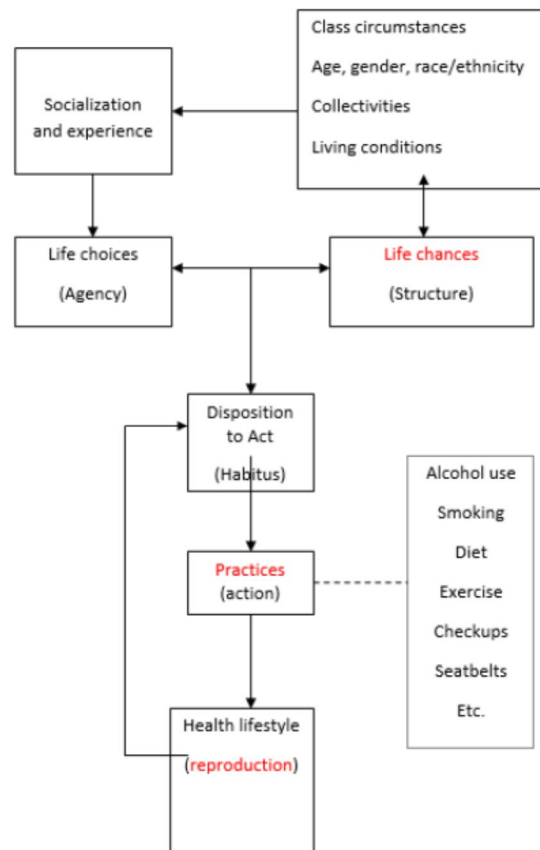 Class circumstances
Age, gender, race/ethnicity
Collectivities
Living conditions
Socialization
and experience
Life choices
(Agency)
Life chances
(Structure)
Disposition
to Act
(Habitus)
Practices
(action)
Alcohol use
Smoking
Diet
Exercise
Checkups
Seatbelts
Etc.
Health lifestyle
(reproduction)